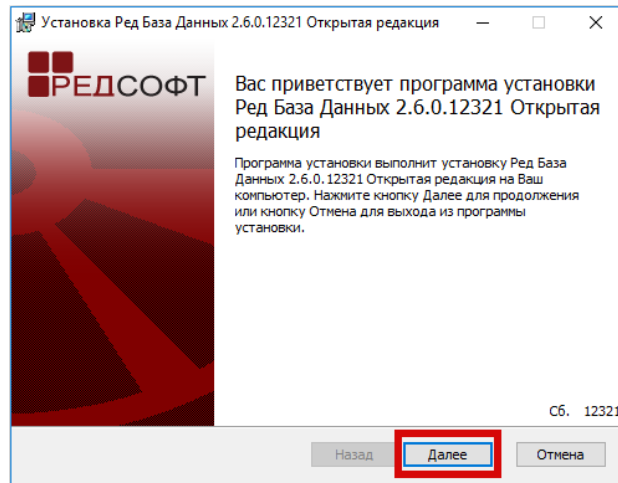 Установка Ред База Данных 2.6.0.12321 Открытая редакция
РЕДСОФТ
Вас приветствует программа установки
Ред База Данных 2.6.0.12321 Открытая
редакция
Программа установки выполнит установку Ред База
Данных 2.6.0.12321 Открытая редакция на Ваш
компьютер. Нажмите кнопку Далее для продолжения
или кнопку Отмена для выхода из программы
установки.
Сб. 12321
Назад Далее Отмена